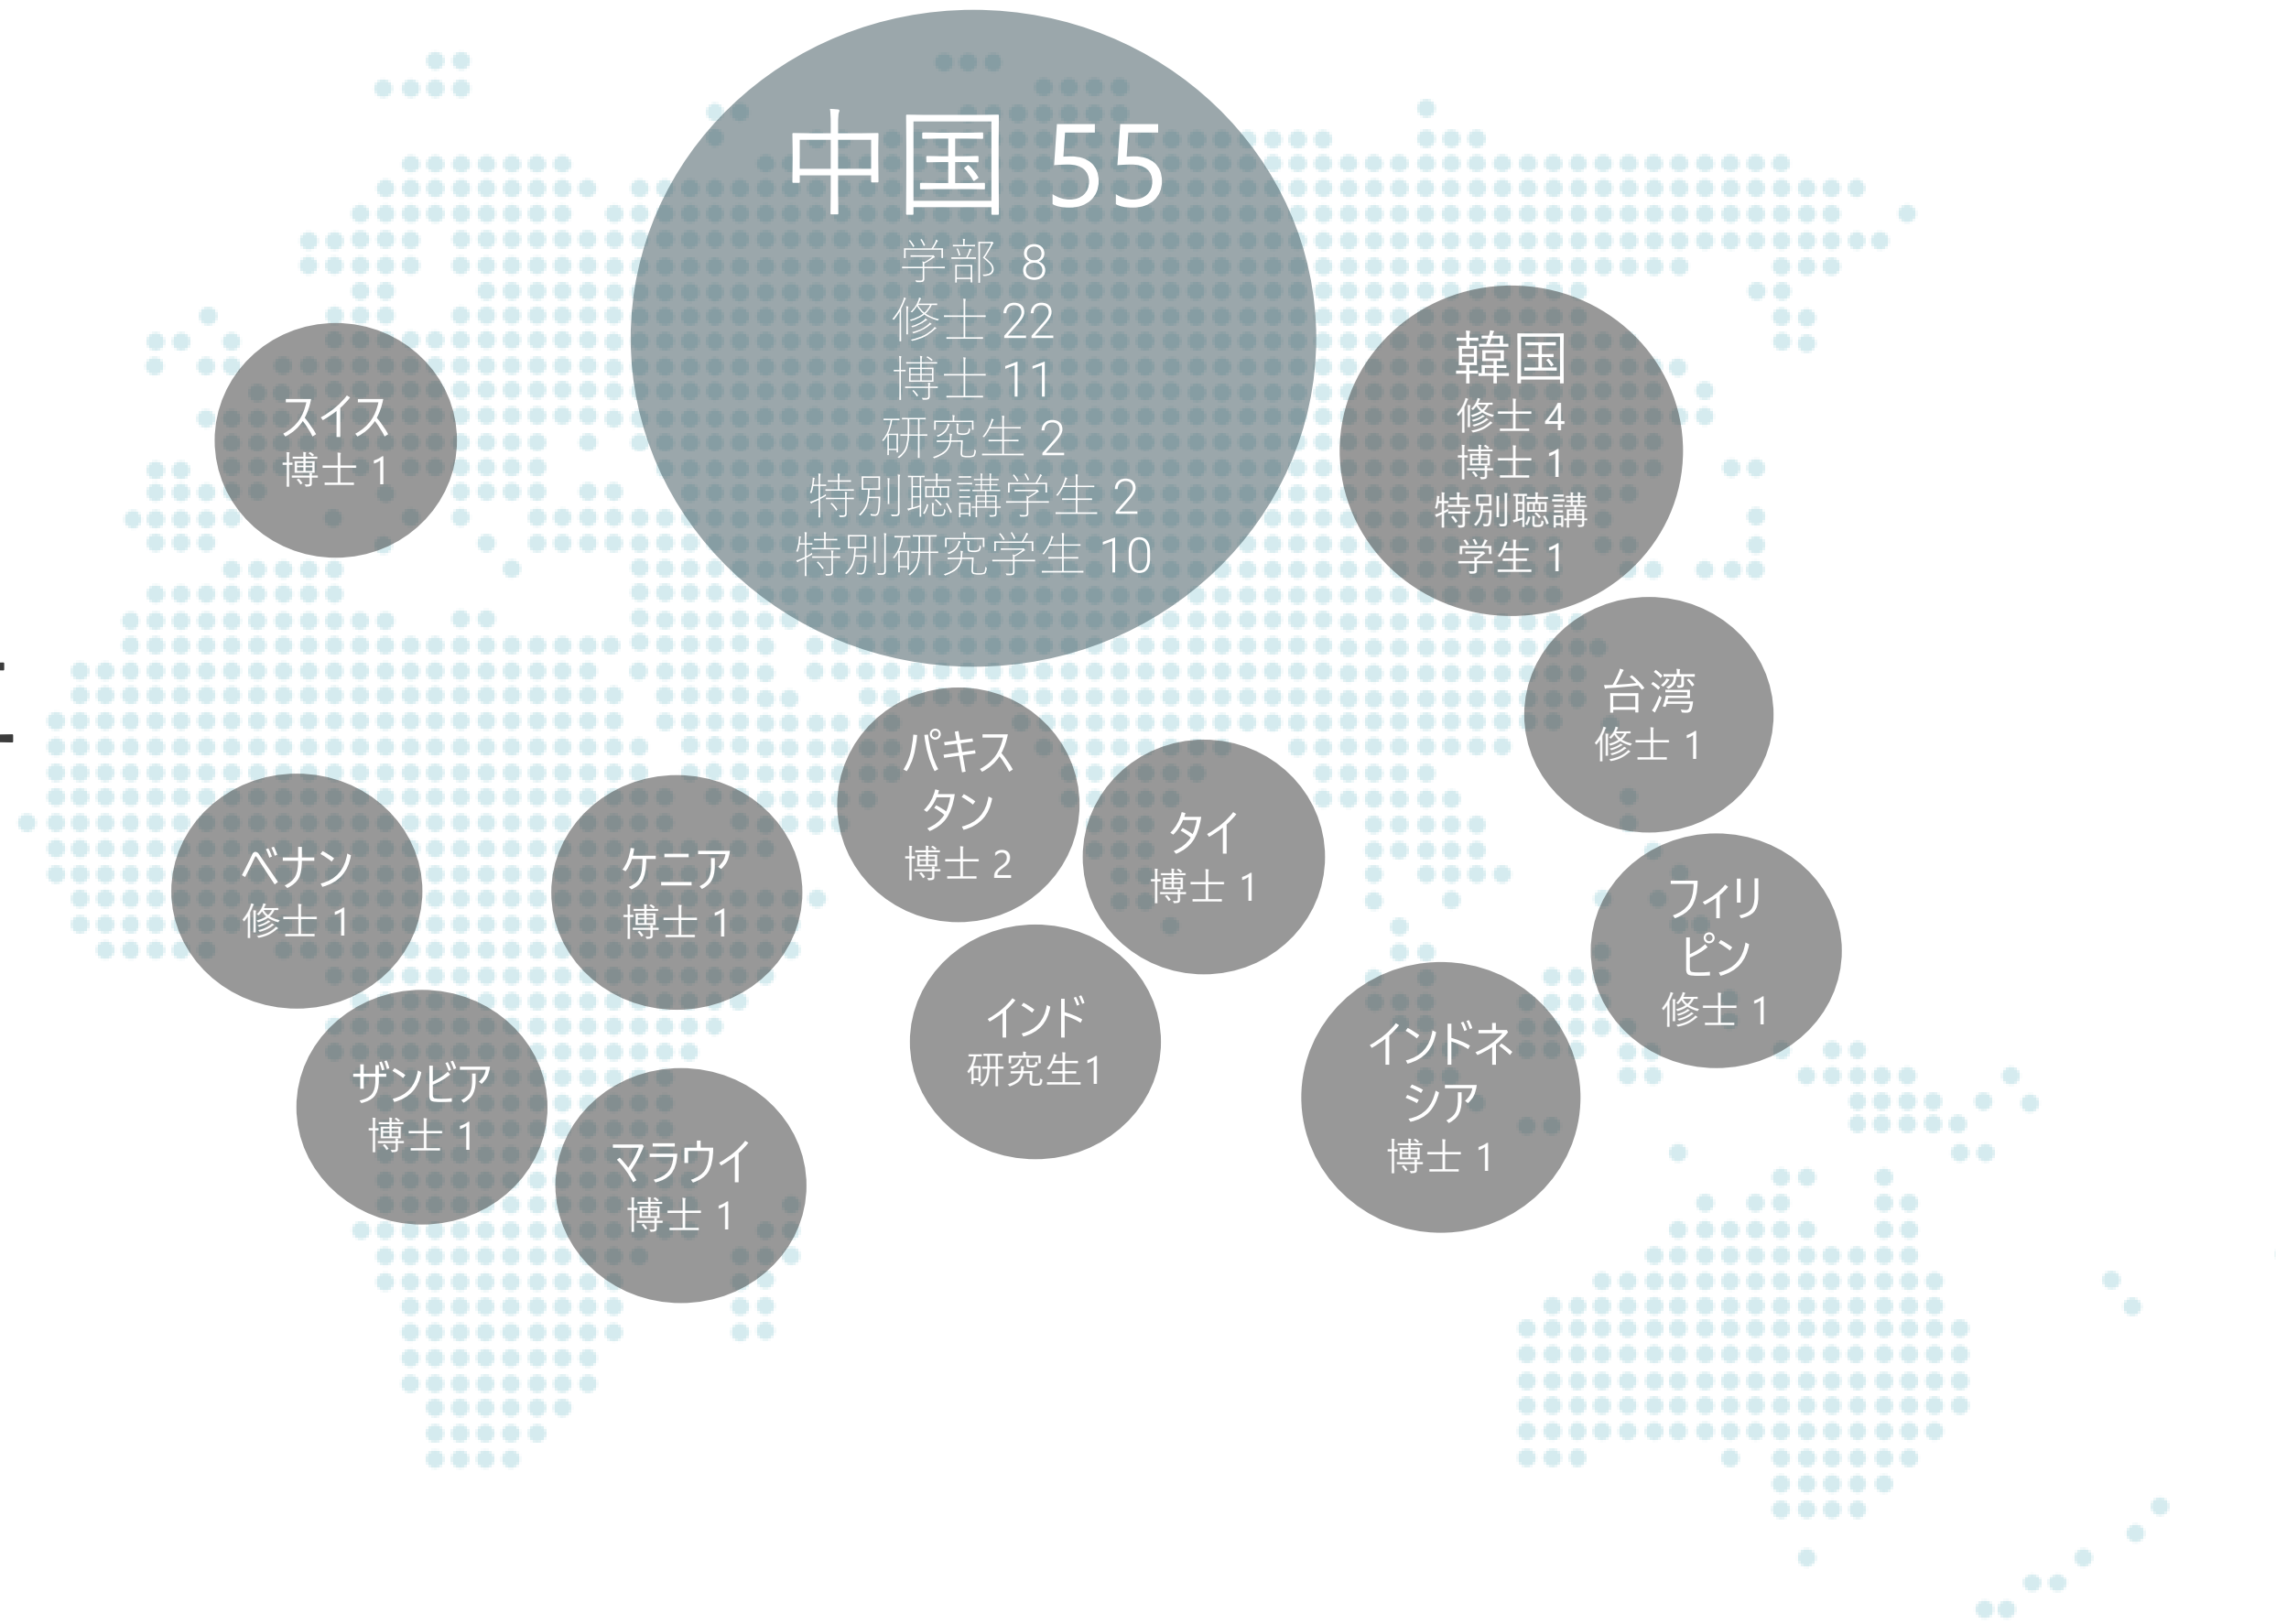 中国 55
学部 8
修士 22
博士 11
研究生 2
特別聴講学生 2
特別研究学生 10
韓国
修士 4
博士 1
特別聴講
学生 1
スイス
博士 1
台湾
修士 1
パキス
タン
博士 2
タイ
博士 1
ベナン
修士 1
ケニア
博士 1
フィリ
ピン
修士 1
インド
研究生1
インドネ
シア
博士 1
ザンビア
博士 1
マラウイ
博士 1